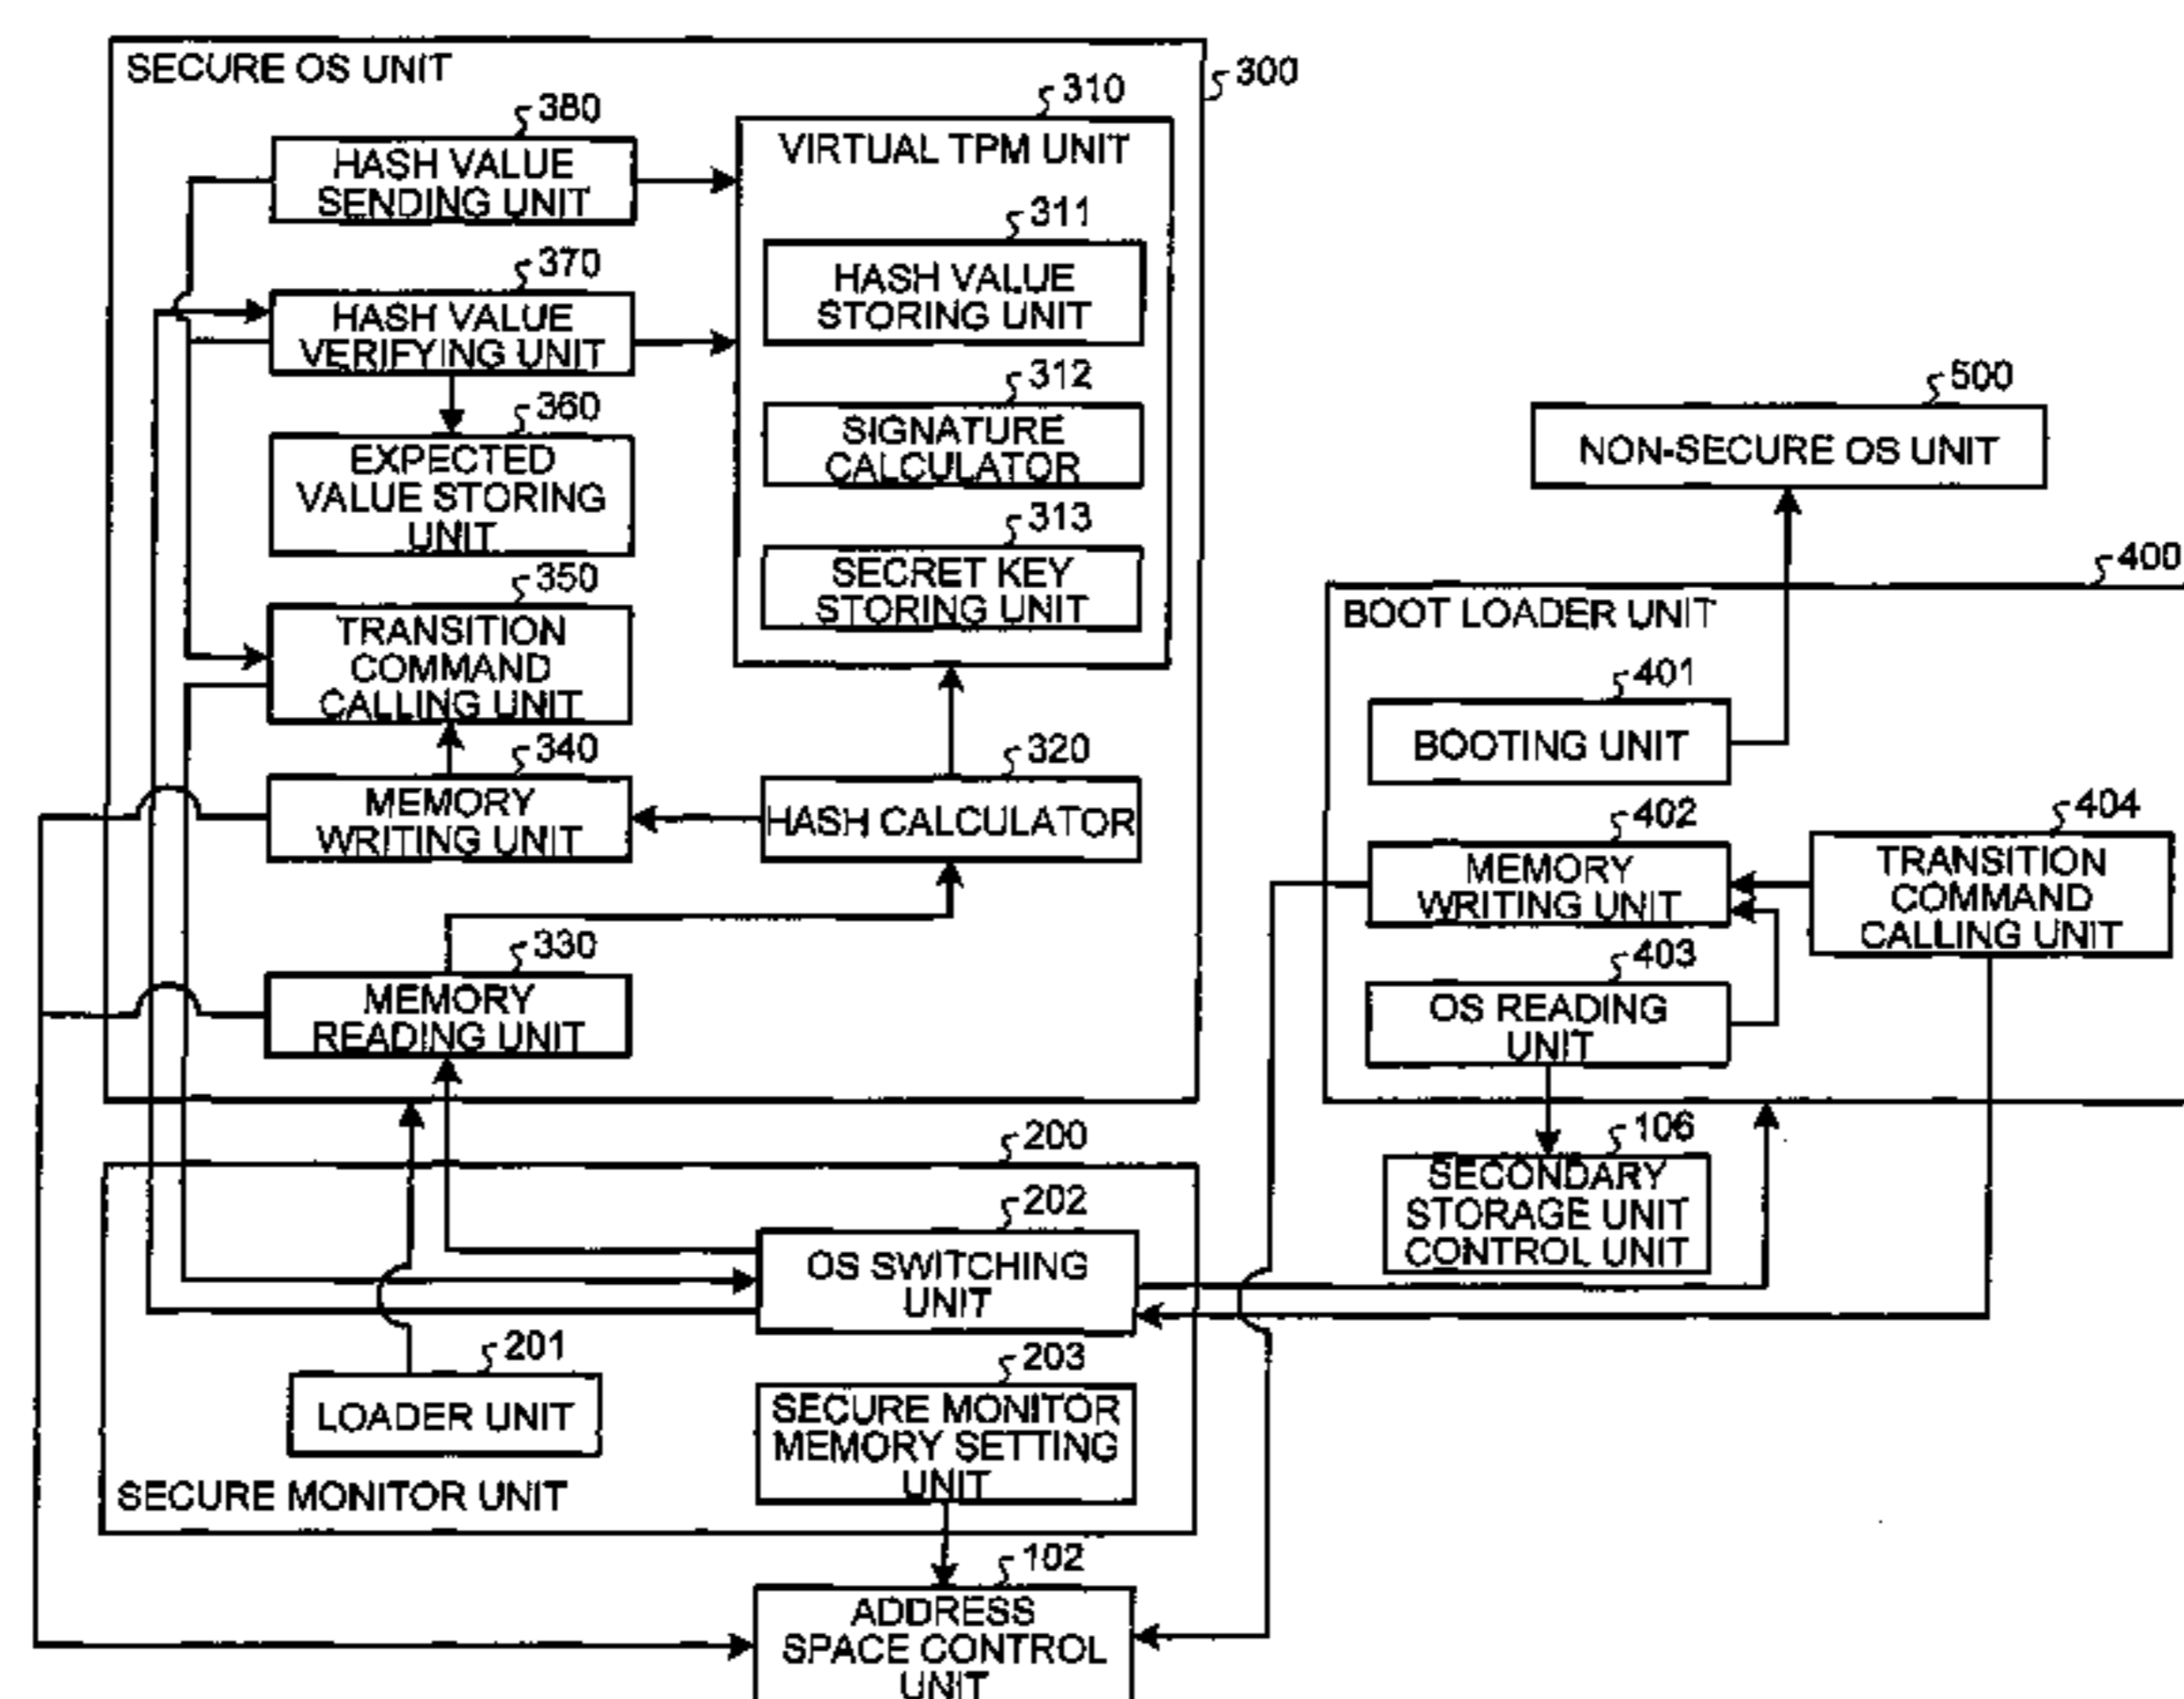 SECURE OS UNIT
300
380
HASH VALUE
SENDING UNIT
310
VIRTUAL TPM UNIT
311
HASH VALUE
STORING UNIT
370
HASH VALUE
VERIFYING UNIT
312
SIGNATURE
CALCULATOR
360
EXPECTED
VALUE STORING
UNIT
313
SECRET KEY
STORING UNIT
350
TRANSITION
COMMAND
CALLING UNIT
340
MEMORY
WRITING UNIT
320
HASH CALCULATOR
330
MEMORY
READING UNIT
500
NON-SECURE OS UNIT
400
BOOT LOADER UNIT
401
BOOTING UNIT
402
MEMORY
WRITING UNIT
404
TRANSITION
COMMAND
CALLING UNIT
403
OS READING
UNIT
106
SECONDARY
STORAGE UNIT
CONTROL UNIT
200
202
OS SWITCHING
UNIT
201
LOADER UNIT
203
SECURE MONITOR
MEMORY SETTING
UNIT
SECURE MONITOR UNIT
102
ADDRESS
SPACE CONTROL
UNIT